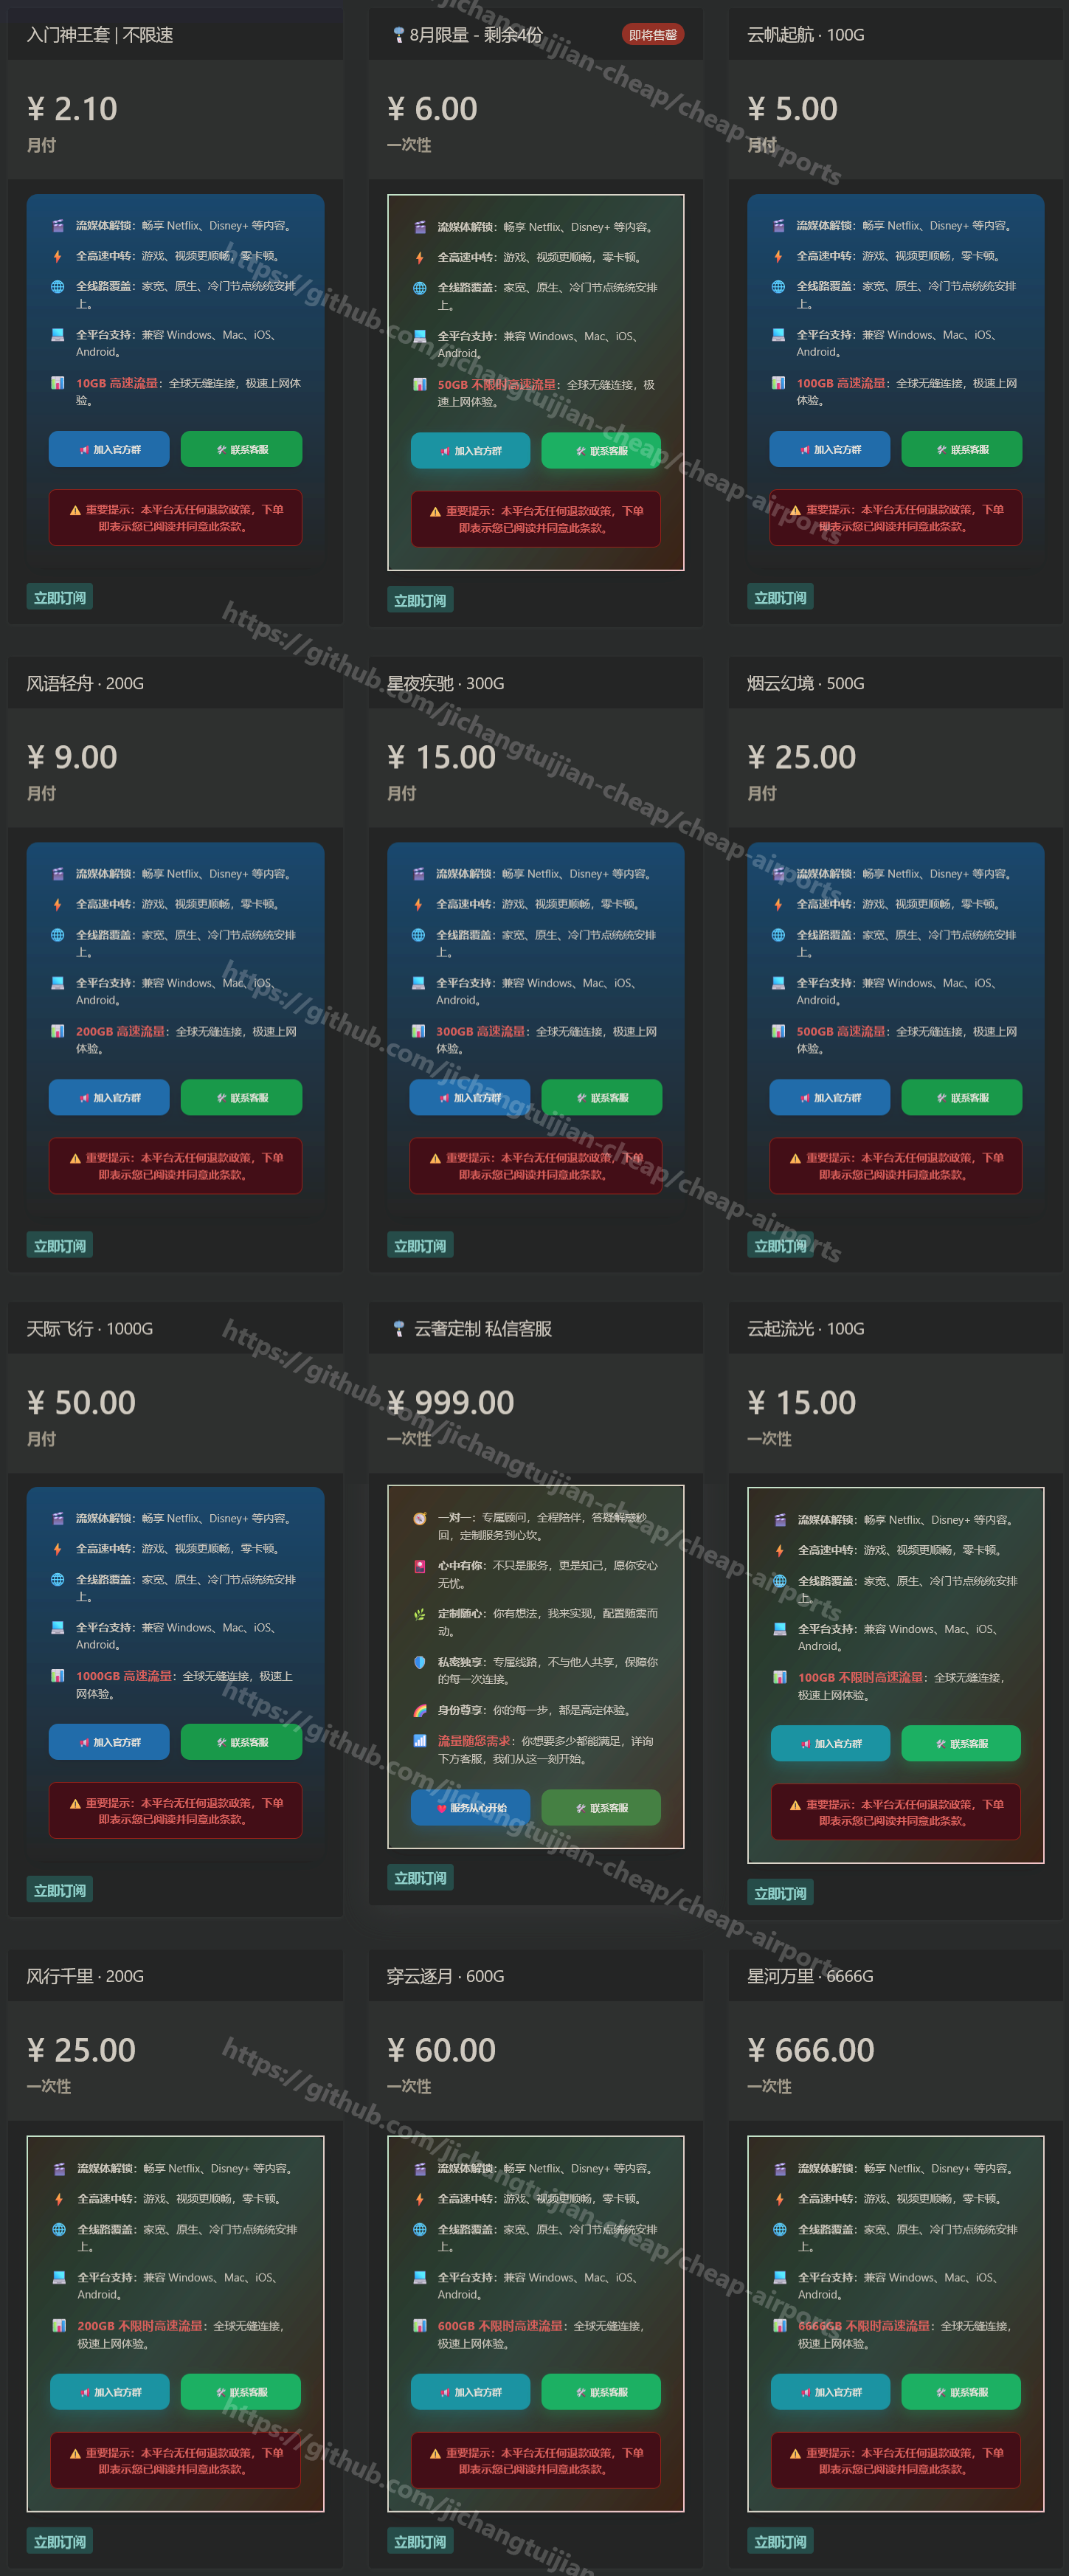 入门神王套 | 不限速
¥ 2.10
月付
流媒体解锁：畅享 Netflix、Disney+ 等内容。
全高速中转：游戏、视频更顺畅，零卡顿。
全线路覆盖：家宽、原生、冷门节点统统安排
上。
全平台支持：兼容 Windows、Mac、iOS、
Android。
10GB 高速流量：全球无缝连接，极速上网体
验。
加入官方群
联系客服
重要提示：本平台无任何退款政策，下单
即表示您已阅读并同意此条款。
立即订阅
8月限量 - 剩余4份
即将售罄
¥ 6.00
一次性
流媒体解锁：畅享 Netflix、Disney+ 等内容。
全高速中转：游戏、视频更顺畅，零卡顿。
全线路覆盖：家宽、原生、冷门节点统统安排
上。
全平台支持：兼容 Windows、Mac、iOS、
Android。
50GB 不限时高速流量：全球无缝连接，极
速上网体验。
加入官方群
联系客服
重要提示：本平台无任何退款政策，下单
即表示您已阅读并同意此条款。
立即订阅
云帆起航 · 100G
¥ 5.00
月付
流媒体解锁：畅享 Netflix、Disney+ 等内容。
全高速中转：游戏、视频更顺畅，零卡顿。
全线路覆盖：家宽、原生、冷门节点统统安排
上。
全平台支持：兼容 Windows、Mac、iOS、
Android。
100GB 高速流量：全球无缝连接，极速上网
体验。
加入官方群
联系客服
重要提示：本平台无任何退款政策，下单
即表示您已阅读并同意此条款。
立即订阅
风语轻舟 · 200G
¥ 9.00
月付
流媒体解锁：畅享 Netflix、Disney+ 等内容。
全高速中转：游戏、视频更顺畅，零卡顿。
全线路覆盖：家宽、原生、冷门节点统统安排
上。
全平台支持：兼容 Windows、Mac、iOS、
Android。
200GB 高速流量：全球无缝连接，极速上网
体验。
加入官方群
联系客服
重要提示：本平台无任何退款政策，下单
即表示您已阅读并同意此条款。
立即订阅
星夜疾驰 · 300G
¥ 15.00
月付
流媒体解锁：畅享 Netflix、Disney+ 等内容。
全高速中转：游戏、视频更顺畅，零卡顿。
全线路覆盖：家宽、原生、冷门节点统统安排
上。
全平台支持：兼容 Windows、Mac、iOS、
Android。
300GB 高速流量：全球无缝连接，极速上网
体验。
加入官方群
联系客服
重要提示：本平台无任何退款政策，下单
即表示您已阅读并同意此条款。
立即订阅
烟云幻境 · 500G
¥ 25.00
月付
流媒体解锁：畅享 Netflix、Disney+ 等内容。
全高速中转：游戏、视频更顺畅，零卡顿。
全线路覆盖：家宽、原生、冷门节点统统安排
上。
全平台支持：兼容 Windows、Mac、iOS、
Android。
500GB 高速流量：全球无缝连接，极速上网
体验。
加入官方群
联系客服
重要提示：本平台无任何退款政策，下单
即表示您已阅读并同意此条款。
立即订阅
天际飞行 · 1000G
¥ 50.00
月付
流媒体解锁：畅享 Netflix、Disney+ 等内容。
全高速中转：游戏、视频更顺畅，零卡顿。
全线路覆盖：家宽、原生、冷门节点统统安排
上。
全平台支持：兼容 Windows、Mac、iOS、
Android。
1000GB 高速流量：全球无缝连接，极速上
网体验。
加入官方群
联系客服
重要提示：本平台无任何退款政策，下单
即表示您已阅读并同意此条款。
立即订阅
云奢定制 私信客服
¥ 999.00
一次性
一对一：专属顾问，全程陪伴，答疑解惑秒
回，定制服务到心坎。
心中有你：不只是服务，更是知己，愿你安心
无忧。
定制随心：你有想法，我来实现，配置随需而
动。
私密独享：专属线路，不与他人共享，保障你
的每一次连接。
身份尊享：你的每一步，都是高定体验。
流量随您需求：你想要多少都能满足，详询
下方客服，我们从这一刻开始。
服务从心开始
联系客服
立即订阅
云起流光 · 100G
¥ 15.00
一次性
流媒体解锁：畅享 Netflix、Disney+ 等内容。
全高速中转：游戏、视频更顺畅，零卡顿。
全线路覆盖：家宽、原生、冷门节点统统安排
上。
全平台支持：兼容 Windows、Mac、iOS、
Android。
100GB 不限时高速流量：全球无缝连接，
极速上网体验。
加入官方群
联系客服
重要提示：本平台无任何退款政策，下单
即表示您已阅读并同意此条款。
立即订阅
风行千里 · 200G
¥ 25.00
一次性
流媒体解锁：畅享 Netflix、Disney+ 等内容。
全高速中转：游戏、视频更顺畅，零卡顿。
全线路覆盖：家宽、原生、冷门节点统统安排
上。
全平台支持：兼容 Windows、Mac、iOS、
Android。
200GB 不限时高速流量：全球无缝连接，
极速上网体验。
加入官方群
联系客服
重要提示：本平台无任何退款政策，下单
即表示您已阅读并同意此条款。
立即订阅
穿云逐月 · 600G
¥ 60.00
一次性
流媒体解锁：畅享 Netflix、Disney+ 等内容。
全高速中转：游戏、视频更顺畅，零卡顿。
全线路覆盖：家宽、原生、冷门节点统统安排
上。
全平台支持：兼容 Windows、Mac、iOS、
Android。
600GB 不限时高速流量：全球无缝连接，
极速上网体验。
加入官方群
联系客服
重要提示：本平台无任何退款政策，下单
即表示您已阅读并同意此条款。
立即订阅
星河万里 · 6666G
¥ 666.00
一次性
流媒体解锁：畅享 Netflix、Disney+ 等内容。
全高速中转：游戏、视频更顺畅，零卡顿。
全线路覆盖：家宽、原生、冷门节点统统安排
上。
全平台支持：兼容 Windows、Mac、iOS、
Android。
6666GB 不限时高速流量：全球无缝连接，
极速上网体验。
加入官方群
联系客服
重要提示：本平台无任何退款政策，下单
即表示您已阅读并同意此条款。
立即订阅
jichangtuijian-cheap/cheap-airports
https://github.com/jichangtuijian-cheap/cheap-airports
https://github.com/jichangtuijian-cheap/cheap-airports
https://github.com/jichangtuijian-cheap/cheap-airports
https://github.com/jichangtuijian-cheap/cheap-airports
https://github.com/jichangtuijian-cheap/cheap-airports
https://github.com/jichangtuijian-cheap/cheap-airports
https://github.com/jichangtuijian